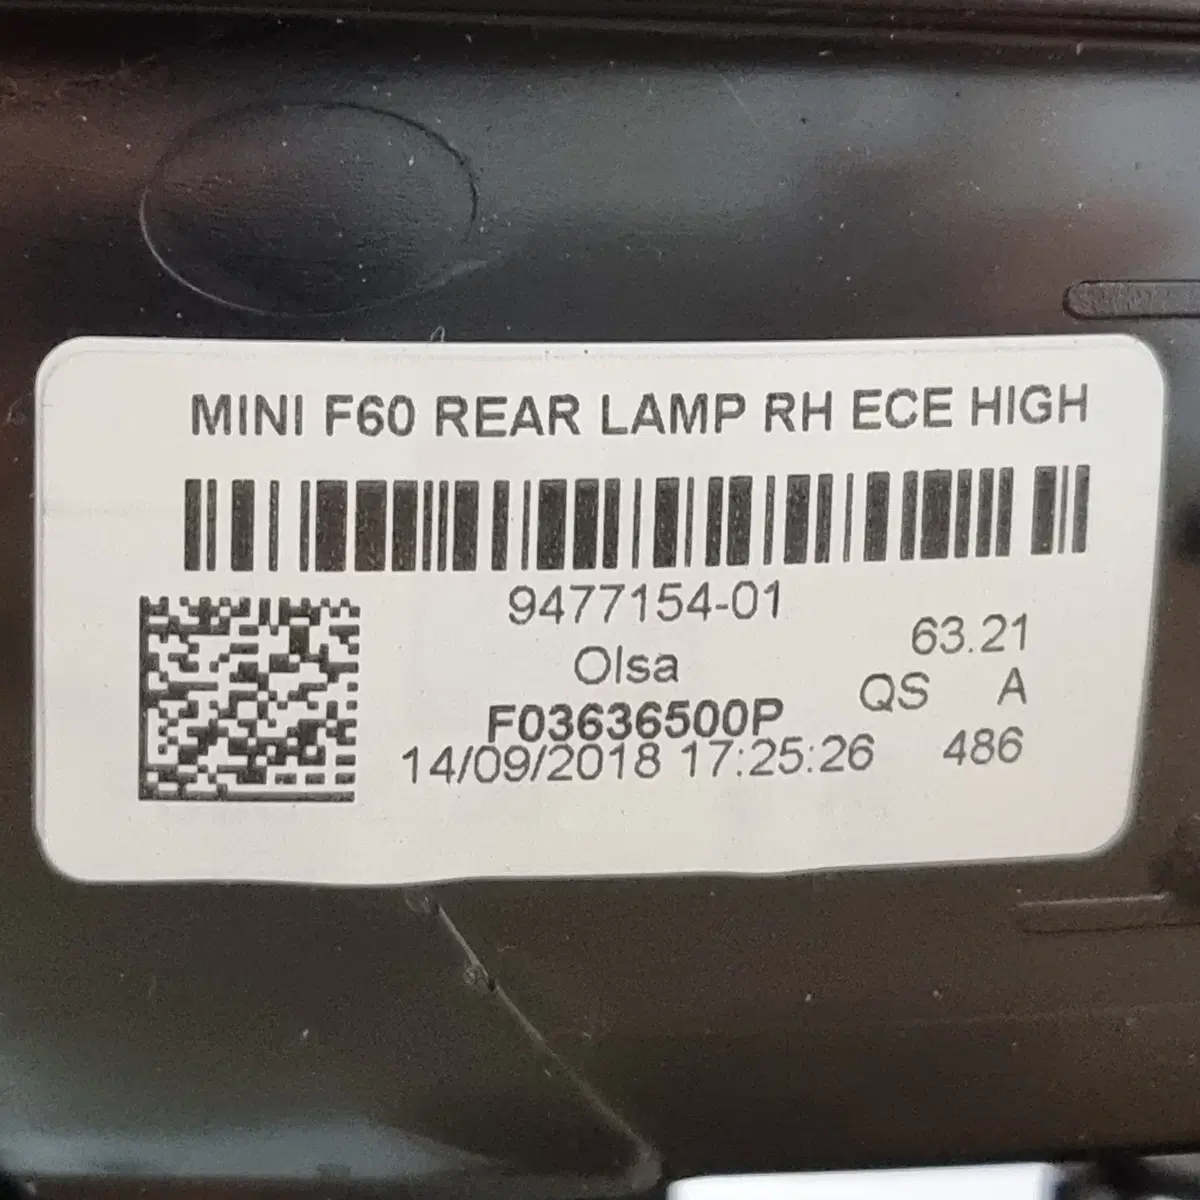 MINI F60 REAR LAMP RH ECE HIGH
9477154-01
Olsa
63.21
F03636500P
QS A
14/09/2018 17:25:26
486